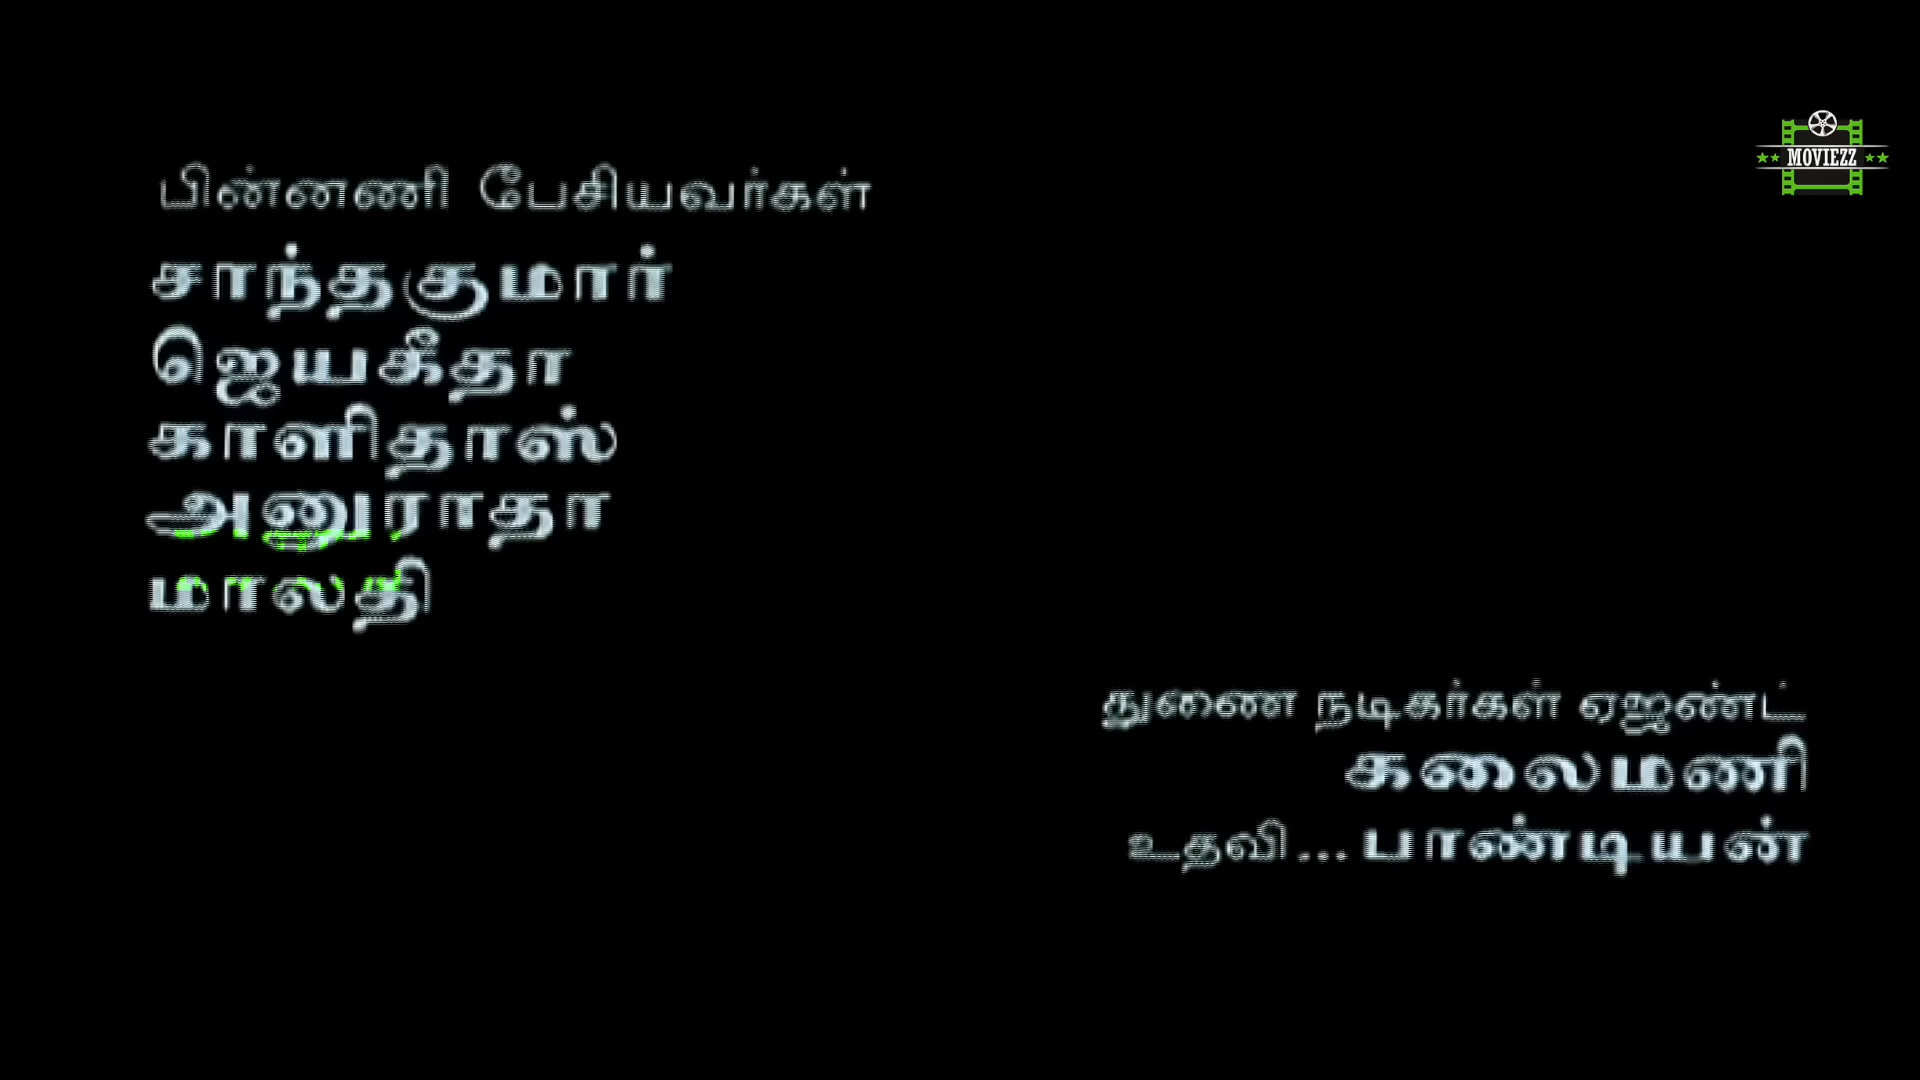 பின்னணி பேசியவர்கள்
சாந்தகுமார்
ஜெயகீதா
காளிதாஸ்
அனுராதா
மாலதி
துணை நடிகர்கள் ஏஜண்ட்
கலைமணி
உதவி... பாண்டியன்
MOVIEZZ